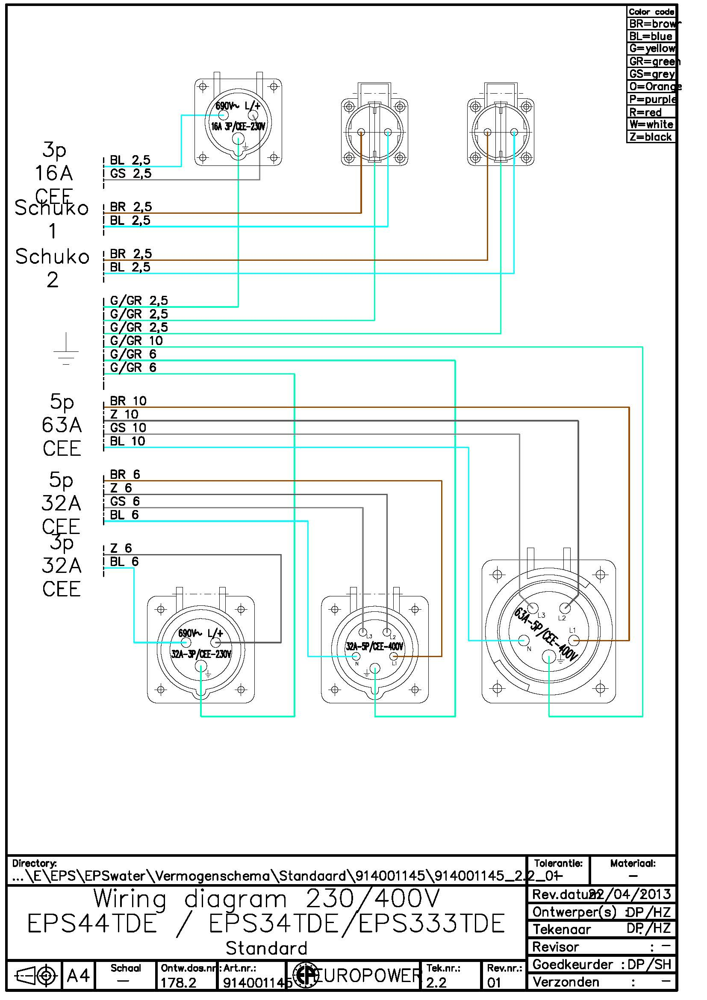 Color code
BR=brown
BL=blue
G=yellow
GR=green
GS=grey
O=Orange
P=purple
R=red
W=white
Z=black
690V~ L/+
16A 3P/CEE-230V
3p
16A
CEE
BL 2,5
GS 2,5
Schuko
1
BR 2,5
BL 2,5
Schuko
2
BR 2,5
BL 2,5
G/GR 2,5
G/GR 2,5
G/GR 2,5
G/GR 10
G/GR 6
G/GR 6
5p
63A
CEE
BR 10
Z 10
GS 10
BL 10
5p
32A
CEE
BR 6
Z 6
GS 6
BL 6
3p
32A
CEE
Z 6
BL 6
690V~ L/+
32A-3P/CEE-230V
L3
L2
32A-5P/CEE-400V
N
L1
L3
L2
63A-5P/CEE-400V
L1
N
Directory:
...\E\EPS\EPSwater\Vermogenschema\Standaard\914001145\914001145_2.2_01
Tolerantie:
-
Materiaal:
-
Wiring diagram 230/400V
EPS44TDE / EPS34TDE/EPS333TDE
Standard
Rev.datum: 22/04/2013
Ontwerper(s) :DP/HZ
Tekenaar : DP/HZ
Revisor : -
Goedkeurder :DP/SH
Verzonden : -
A4
Schaal
-
Ontw.dos.nr.:
178.2
Art.nr.:
914001145
EUROPOWER
Tek.nr.:
2.2
Rev.nr.:
01